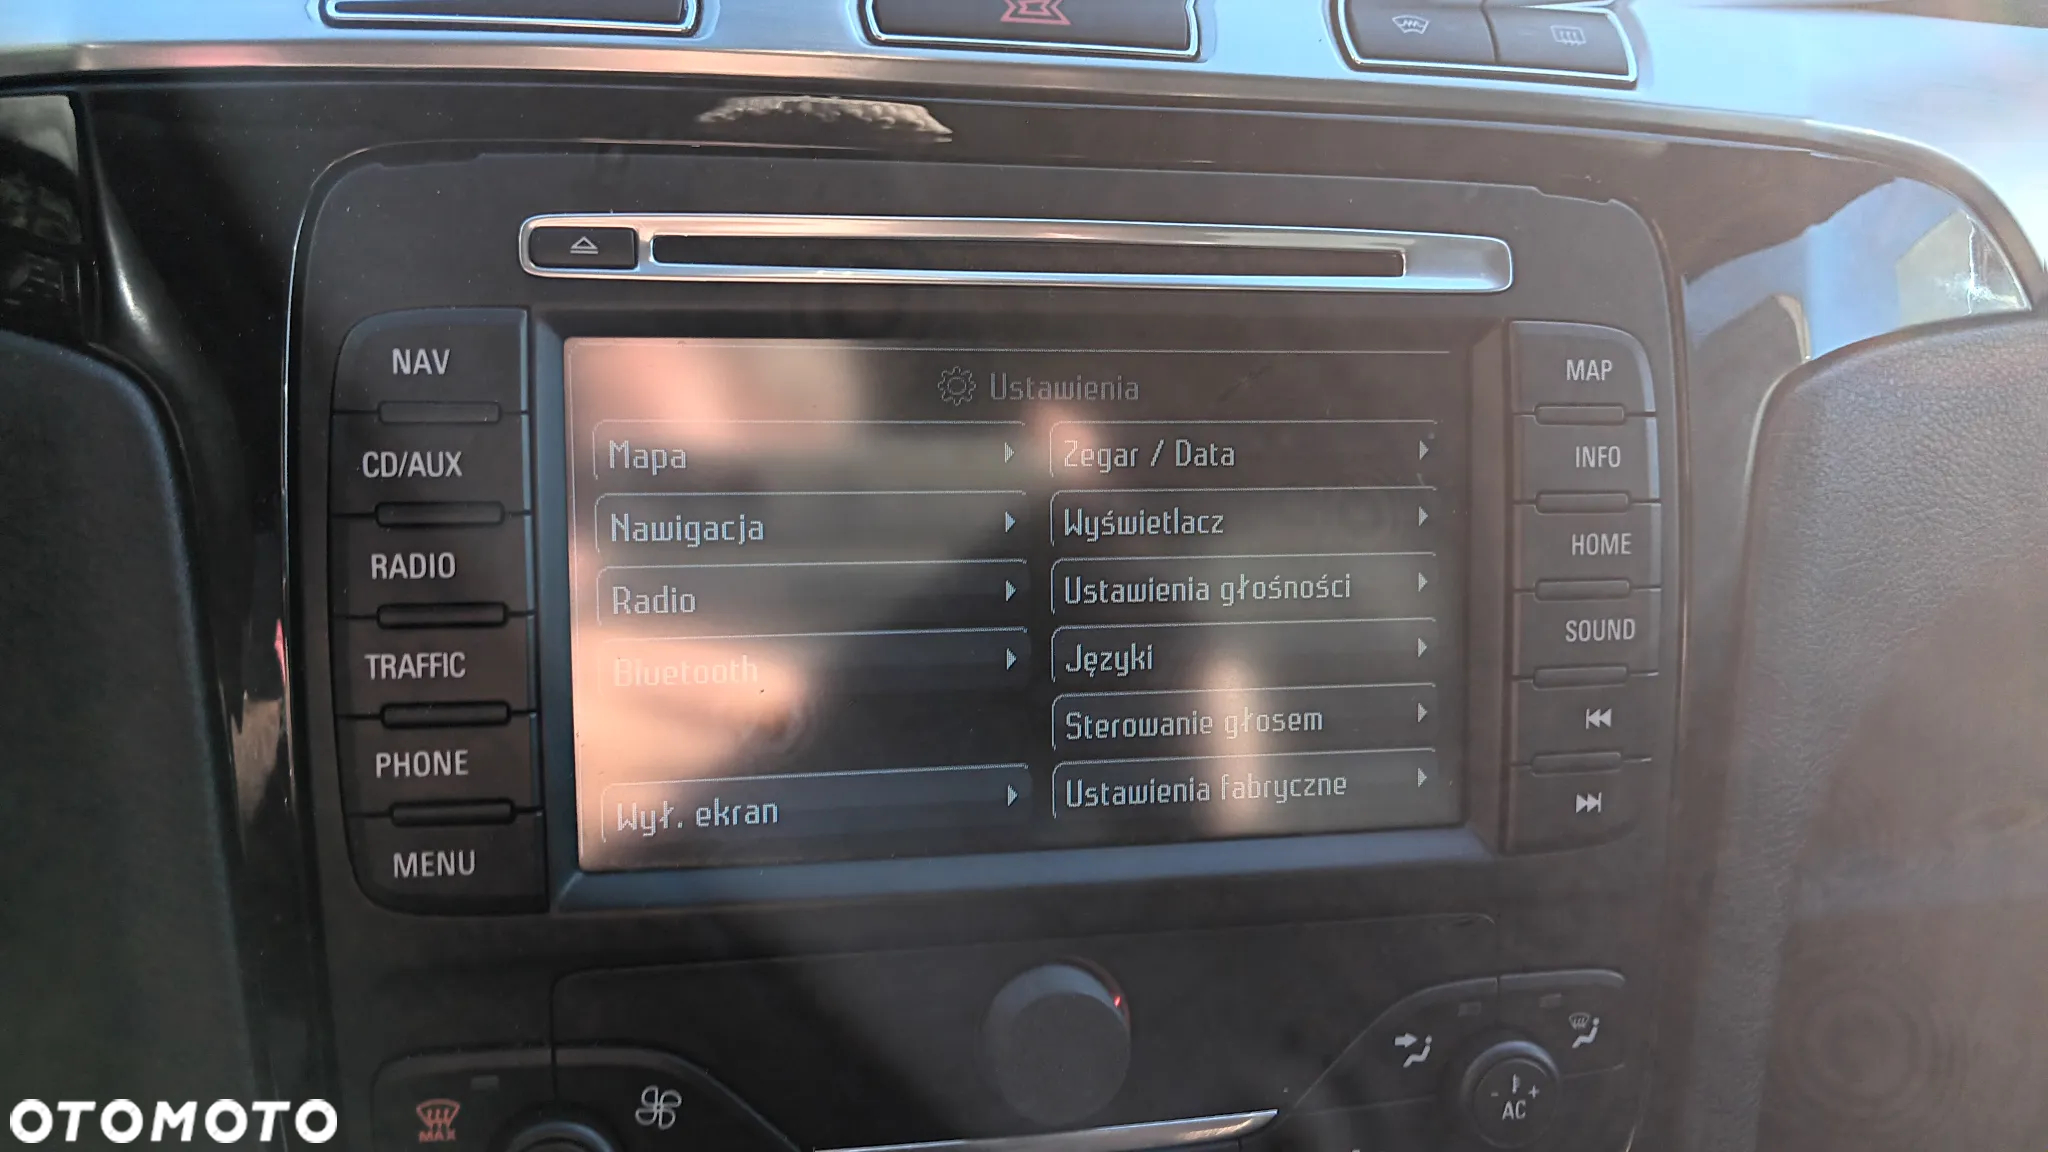 NAV
CD/AUX
RADIO
TRAFFIC
PHONE
MENU
Ustawienia
Mapa
Nawigacja
Radio
Bluetooth
Wył. ekran
Zegar / Data
Wyświetlacz
Ustawienia głośności
Języki
Sterowanie głosem
Ustawienia fabryczne
MAP
INFO
HOME
SOUND
MAX
- +
AC
OTOMOTO